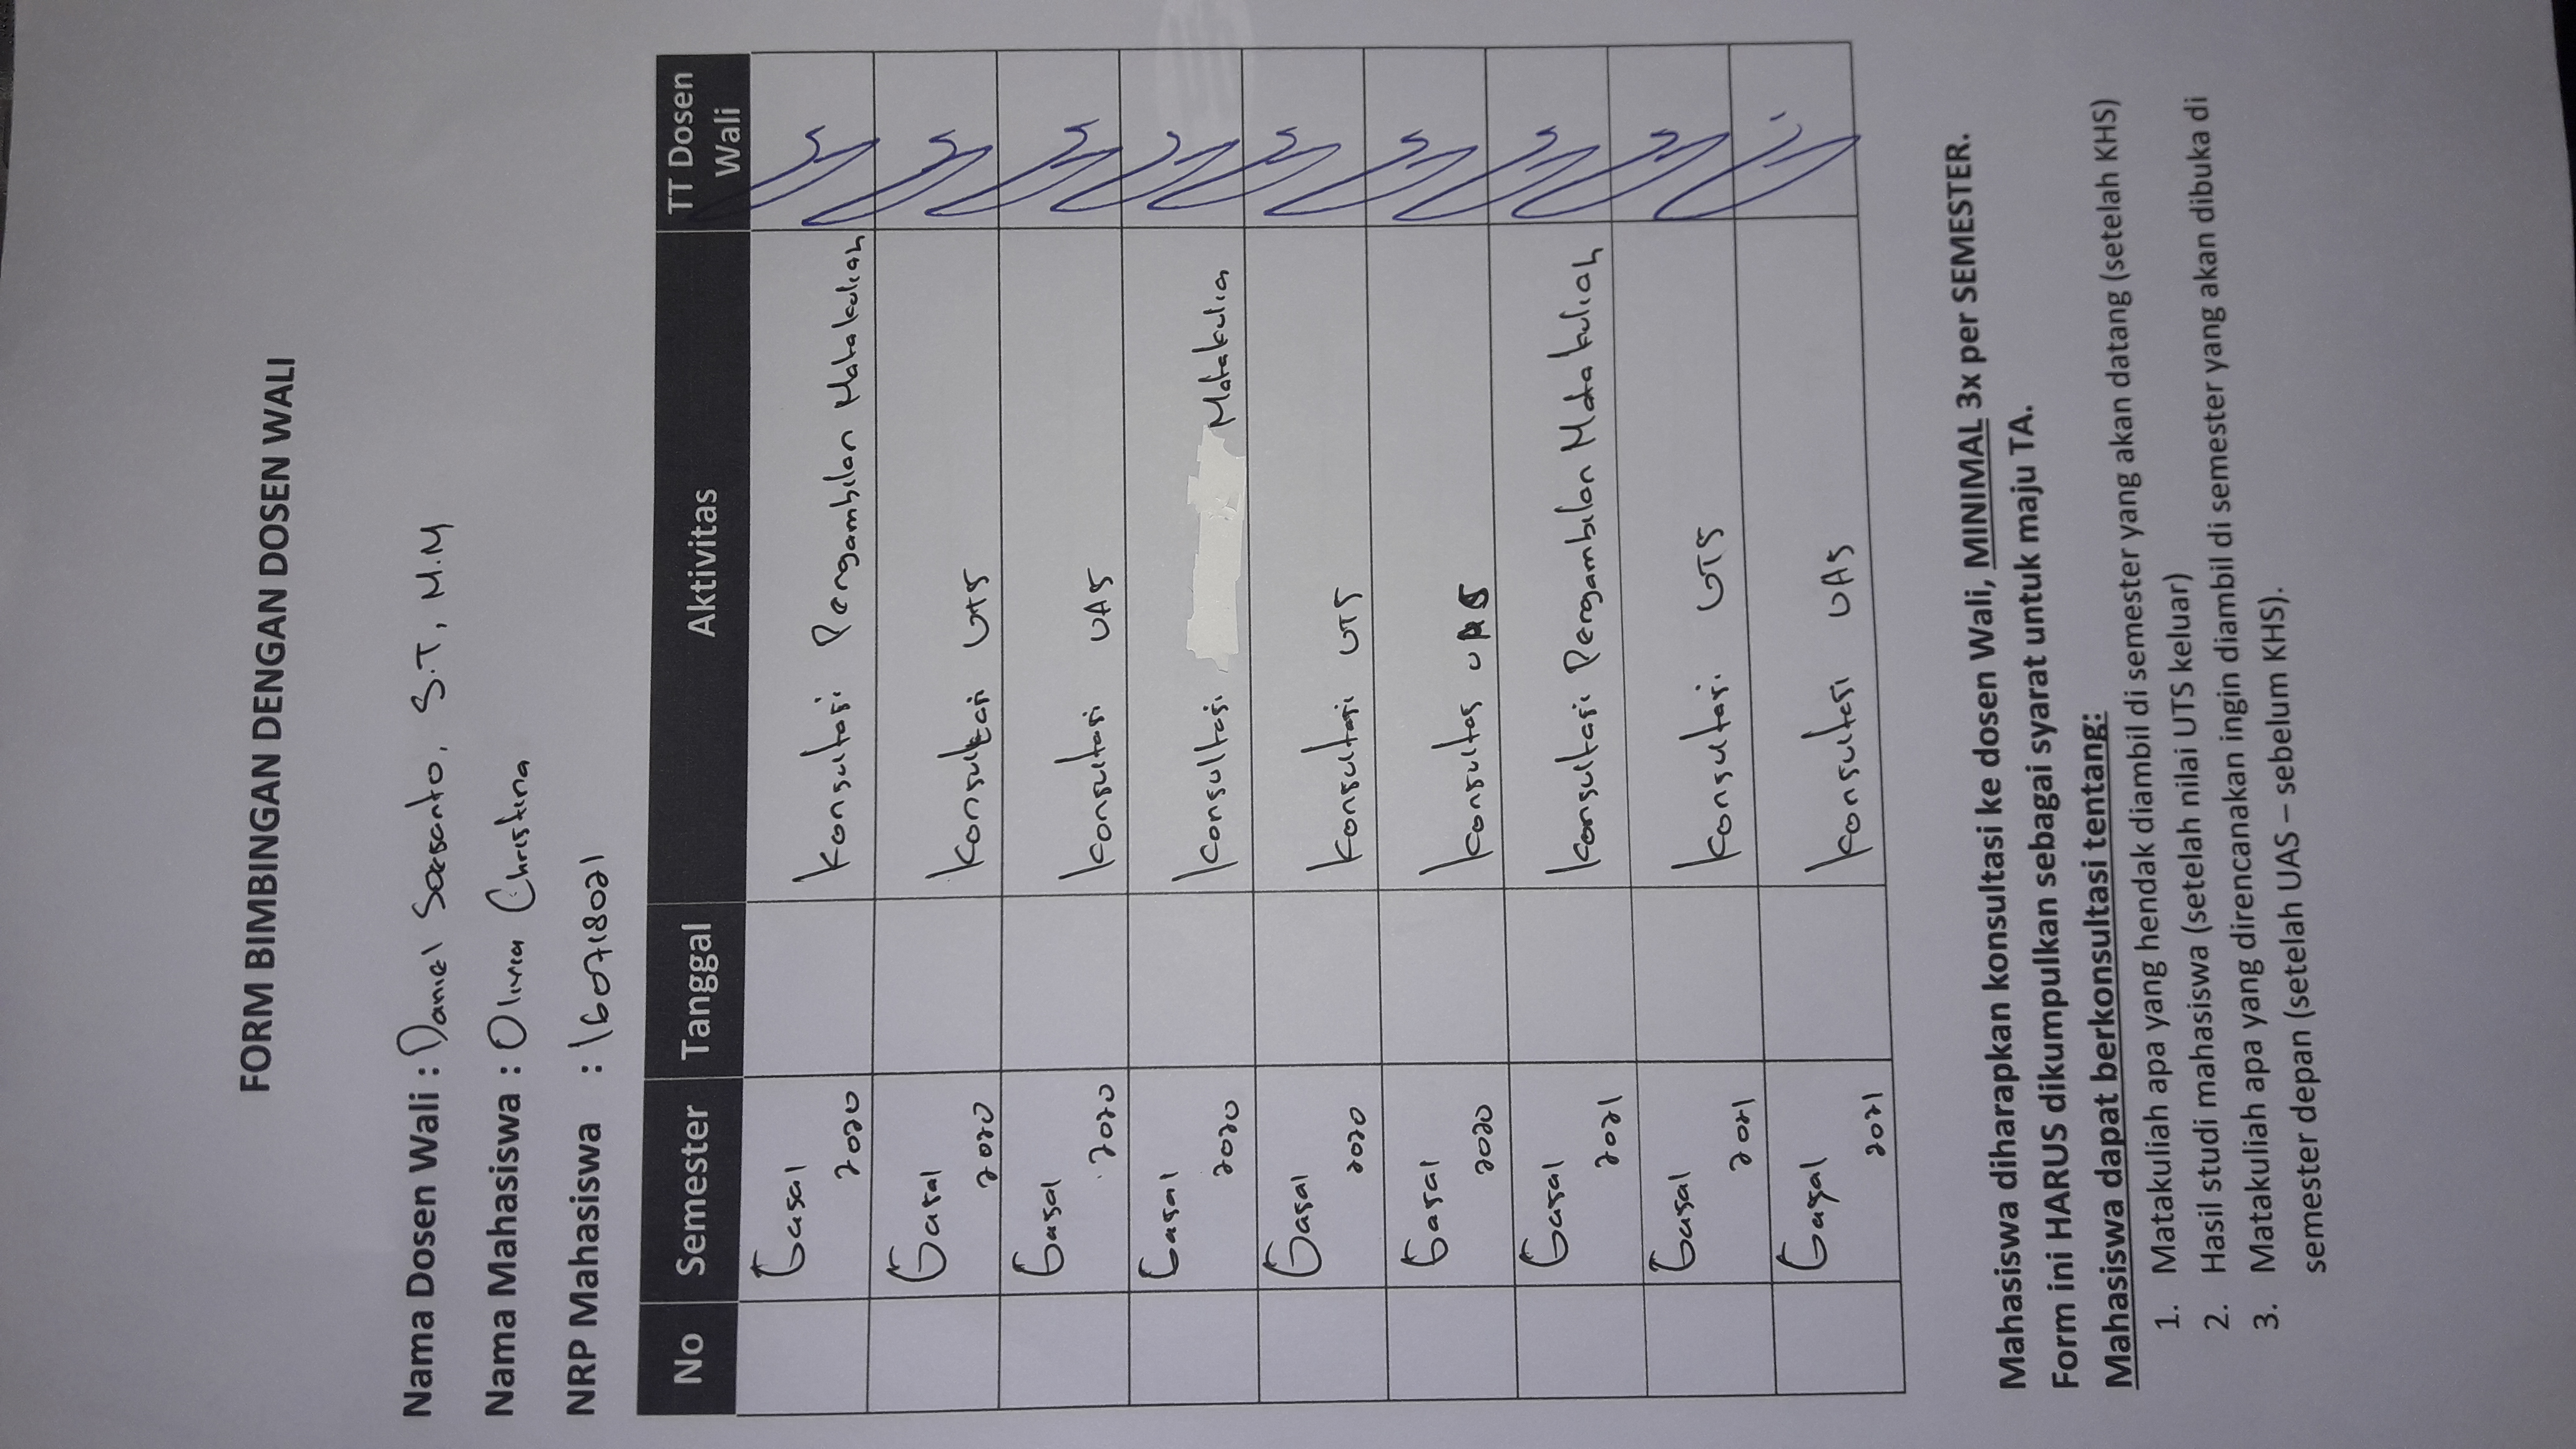 FORM BIMBINGAN DENGAN DOSEN WALI
Nama Dosen Wali : Daniel Soesanto, S.T, M.M
Nama Mahasiswa : Olivia Christina
NRP Mahasiswa : 160718021
No Semester Tanggal Aktivitas TT Dosen Wali
Gasal 2020 Konsultasi Pengambilan Matakuliah
Gasal 2020 Konsultasi UTS
Gasal 2020 Konsultasi UAS
Gasal 2020 Konsultasi Matakulia
Gasal 2020 Konsultasi UTS
Gasal 2020 Konsultas UAS
Gasal 2021 Konsultasi Pengambilan Matakuliah
Gasal 2021 Konsultasi UTS
Gasal 2021 Konsultasi UAS
Mahasiswa diharapkan konsultasi ke dosen Wali, MINIMAL 3x per SEMESTER.
Form ini HARUS dikumpulkan sebagai syarat untuk maju TA.
Mahasiswa dapat berkonsultasi tentang:
1. Matakuliah apa yang hendak diambil di semester yang akan datang (setelah KHS)
2. Hasil studi mahasiswa (setelah nilai UTS keluar)
3. Matakuliah apa yang direncanakan ingin diambil di semester yang akan dibuka di
semester depan (setelah UAS – sebelum KHS).